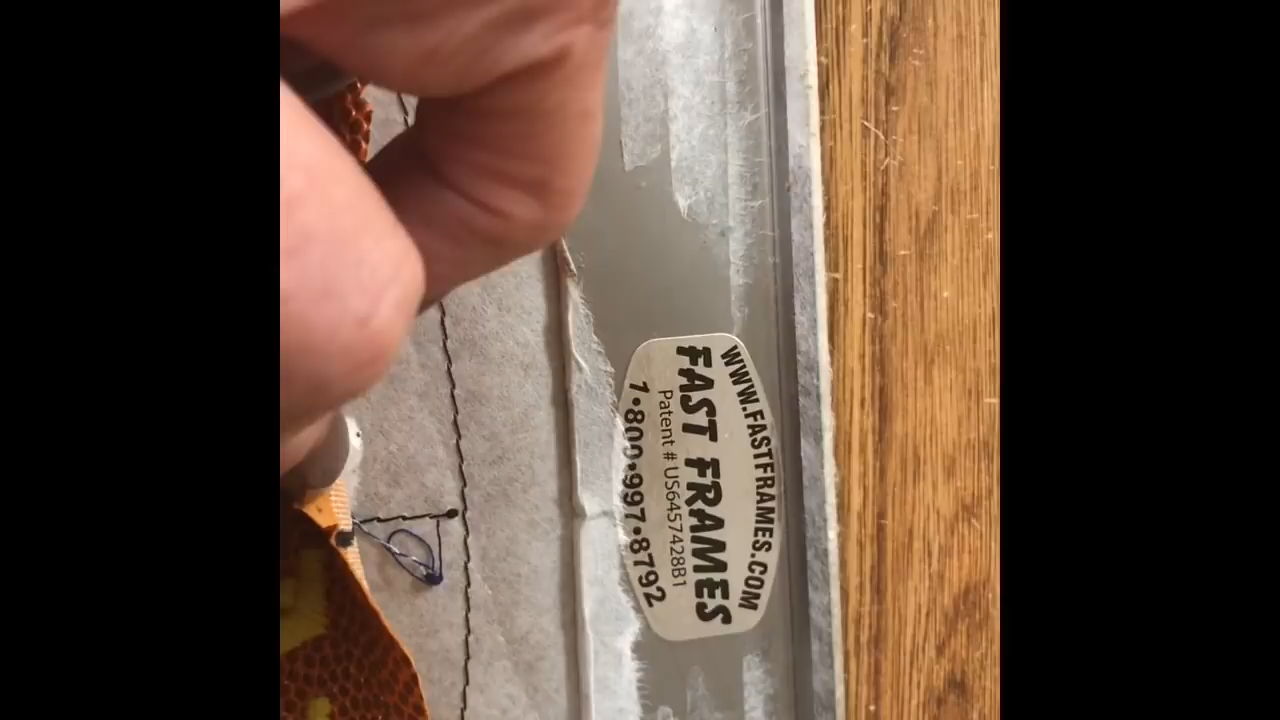 WWW.FASTFRAMES.COM
FAST FRAMES
Patent # US6457428B1
1•800•997•8792